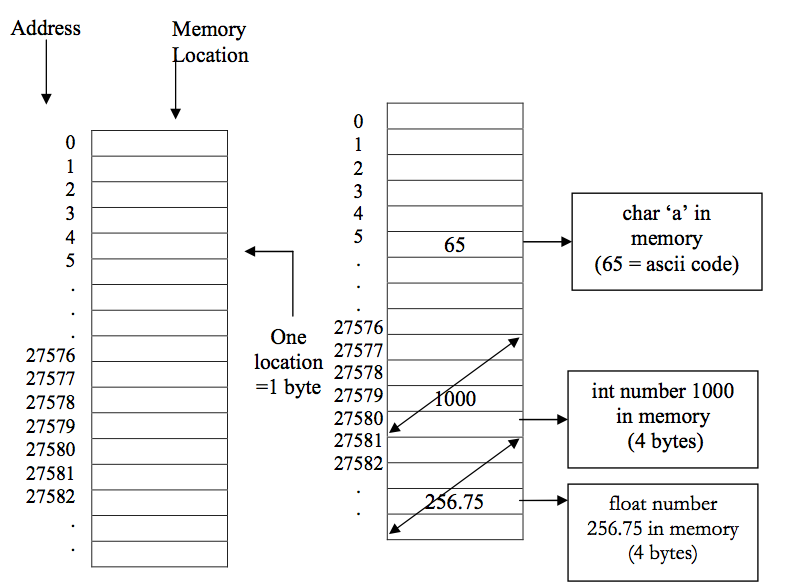 Address
Memory
Location
0
1
2
3
4
5
.
.
.
27576
27577
27578
27579
27580
27581
27582
.
.
One
location
=1 byte
0
1
2
3
4
5
.
.
.
27576
27577
27578
27579
27580
27581
27582
.
.
65
1000
256.75
char ‘a’ in
memory
(65 = ascii code)
int number 1000
in memory
(4 bytes)
float number
256.75 in memory
(4 bytes)